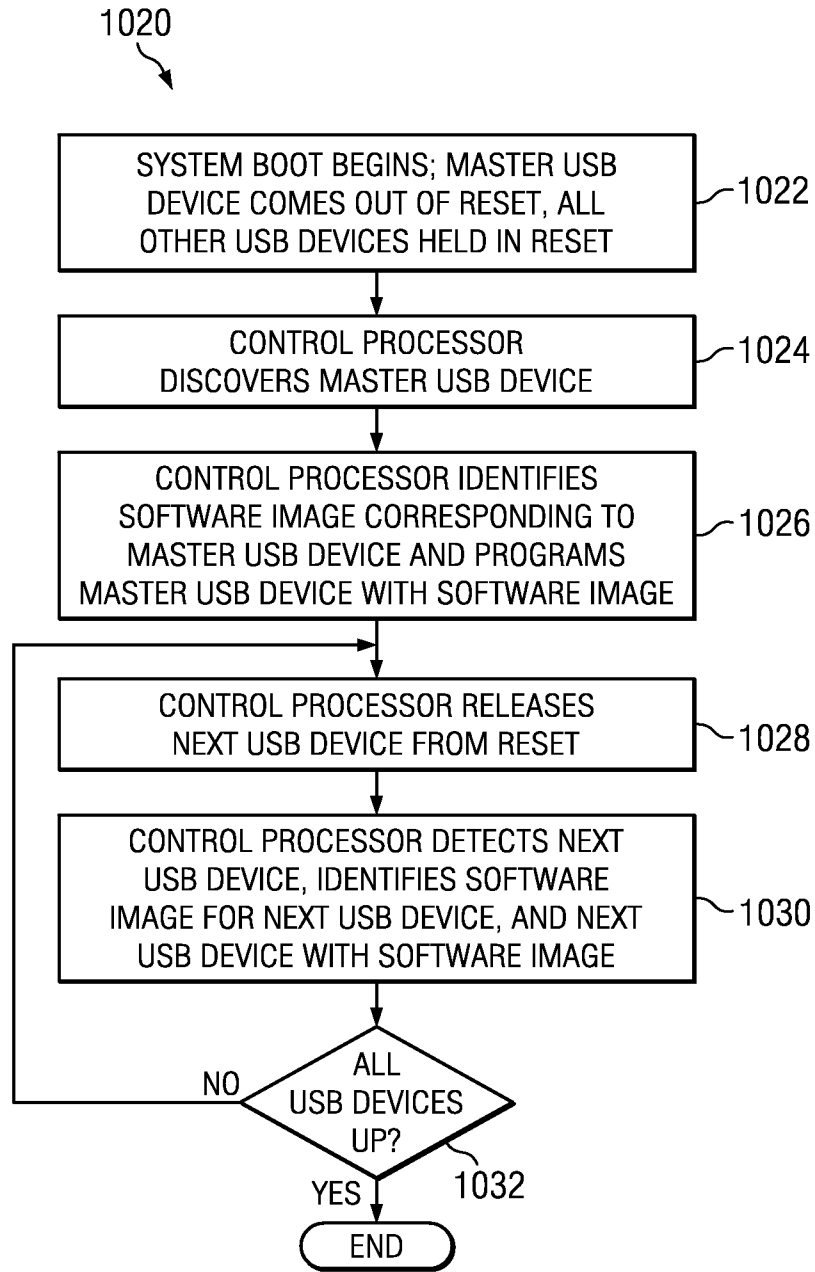 1020
SYSTEM BOOT BEGINS; MASTER USB
DEVICE COMES OUT OF RESET, ALL
OTHER USB DEVICES HELD IN RESET
1022
CONTROL PROCESSOR
DISCOVERS MASTER USB DEVICE
1024
CONTROL PROCESSOR IDENTIFIES
SOFTWARE IMAGE CORRESPONDING TO
MASTER USB DEVICE AND PROGRAMS
MASTER USB DEVICE WITH SOFTWARE IMAGE
1026
CONTROL PROCESSOR RELEASES
NEXT USB DEVICE FROM RESET
1028
CONTROL PROCESSOR DETECTS NEXT
USB DEVICE, IDENTIFIES SOFTWARE
IMAGE FOR NEXT USB DEVICE, AND NEXT
USB DEVICE WITH SOFTWARE IMAGE
1030
ALL
USB DEVICES
UP?
NO
1032
YES
END